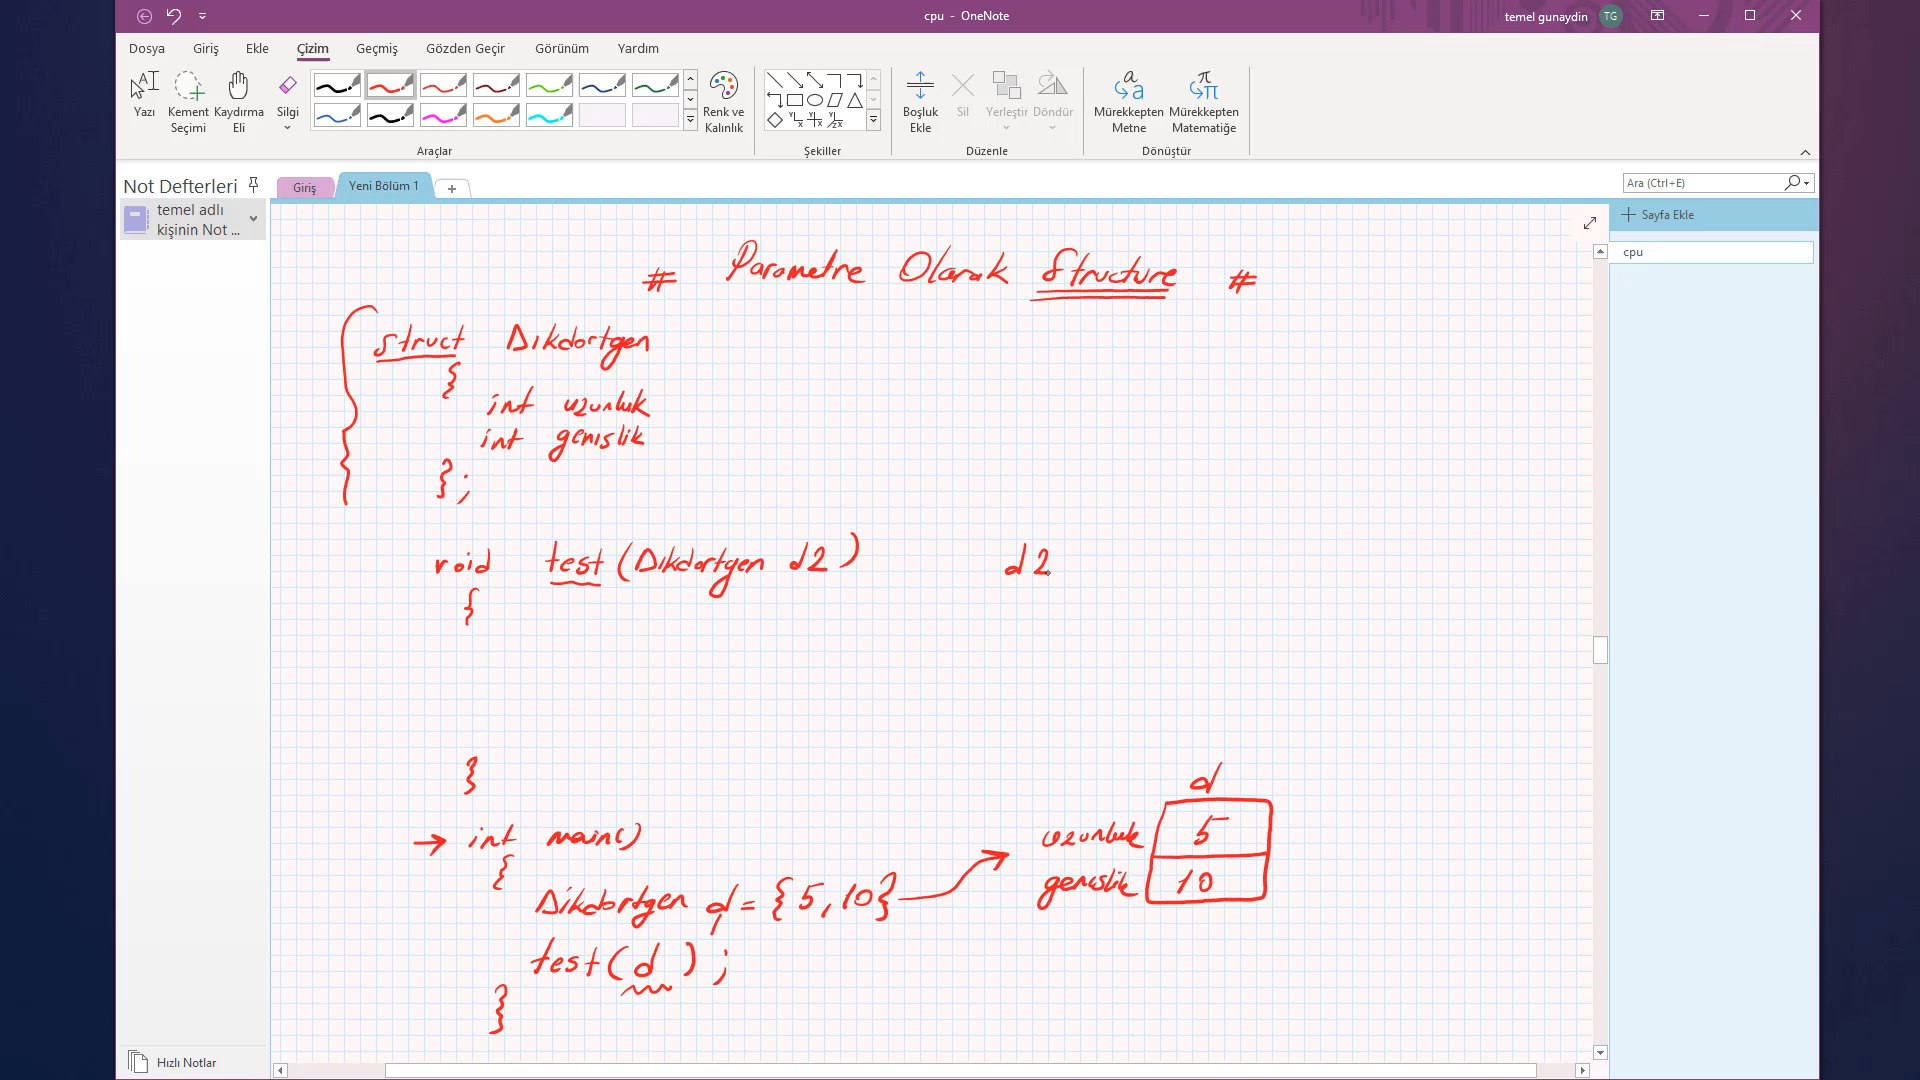 cpu - OneNote
temel gunaydin TG
Dosya Giriş Ekle Çizim Geçmiş Gözden Geçir Görünüm Yardım
Yazı
Kement Seçimi
Kaydırma Eli
Silgi
Renk ve Kalınlık
Boşluk Ekle
Sil
Yerleştir
Döndür
Mürekkepten Metne
Mürekkepten Matematiğe
Araçlar Şekiller Düzenle Dönüştür
Not Defterleri
temel adlı
kişinin Not ...
Giriş Yeni Bölüm 1
Ara (Ctrl+E)
Sayfa Ekle
cpu
# Parametre Olarak Structure #
struct Dikdortgen
{
int uzunluk
int genıslik
};
void test (Dikdortgen d2) d2
{
}
d
int main()
uzunluk 5
{
genıslik 10
Dikdortgen d = {5,10}
test(d);
}
Hızlı Notlar